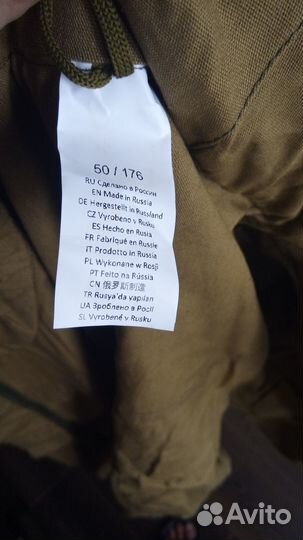 50 / 176
RU Сделано в России
EN Made in Russia
DE Hergestellt in Russland
CZ Vyrobeno v Rusku
ES Hecho en Rusia
FR Fabriqué en Russie
IT Prodotto in Russia
PL Wykonane w Rosji
PT Feito na Rússia
CN 俄罗斯制造
TR Rusya'da yapılan
UA Зроблено в Росії
SL Vyrobené v Rusku
Avito